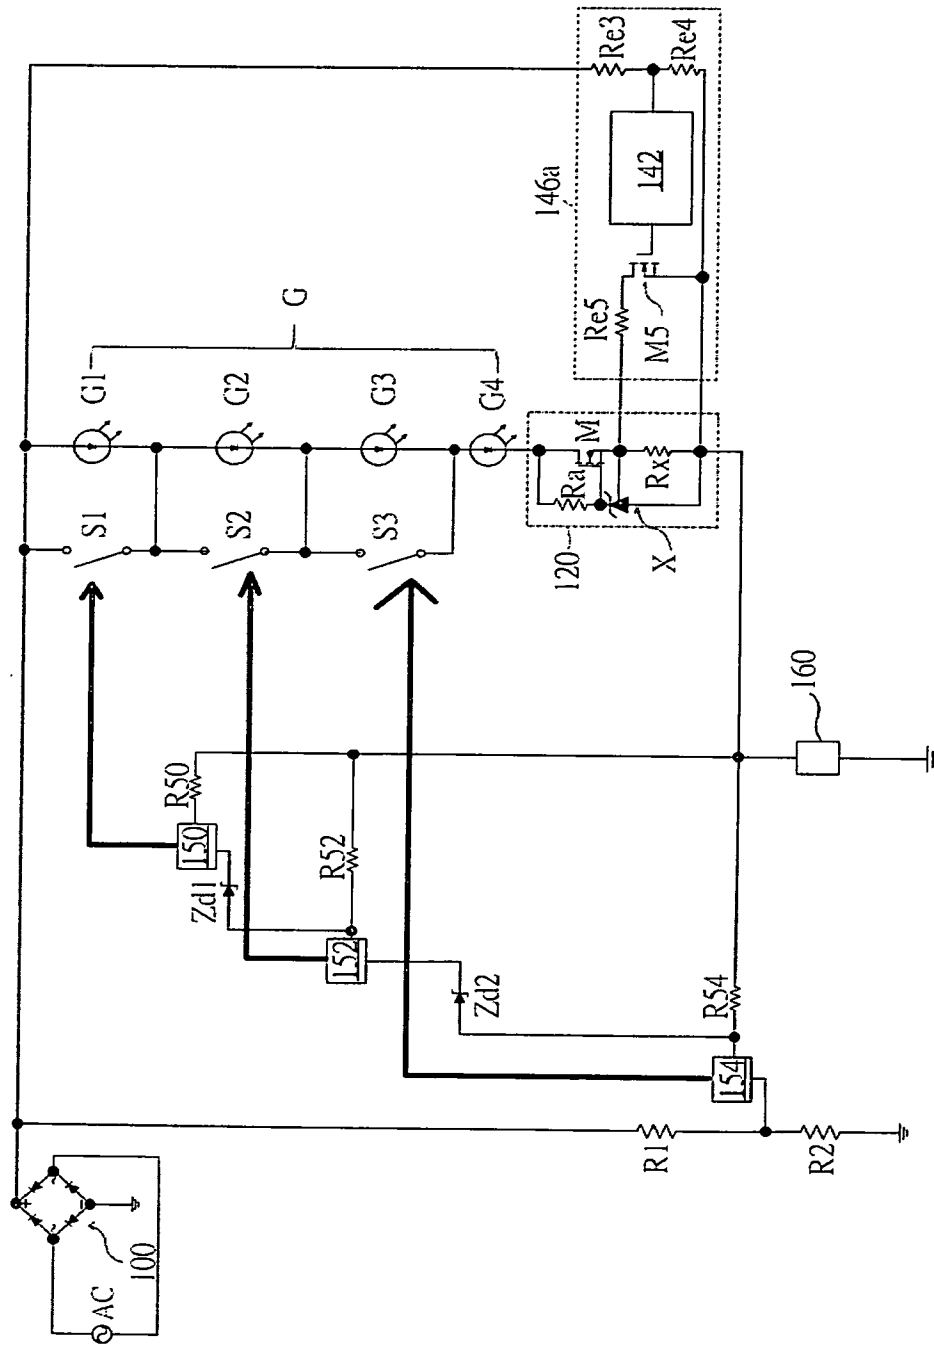 AC
100
R1
R2
154
R54
Zd2
152
R52
Zd1
150
R50
160
S1
S2
S3
G1
G2
G3
G4
G
120
Ra
M
X
Rx
146a
Re5
M5
142
Re3
Re4
+
-
~
~